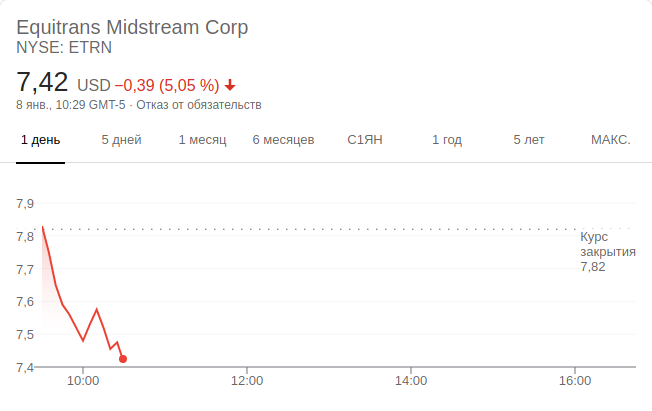 Equitrans Midstream Corp
NYSE: ETRN
7,42 USD −0,39 (5,05 %)
8 янв., 10:29 GMT-5 · Отказ от обязательств
1 день 5 дней 1 месяц 6 месяцев С1ЯН 1 год 5 лет МАКС.
7,9
7,8
7,7
7,6
7,5
7,4
Курс
закрытия
7,82
10:00 12:00 14:00 16:00